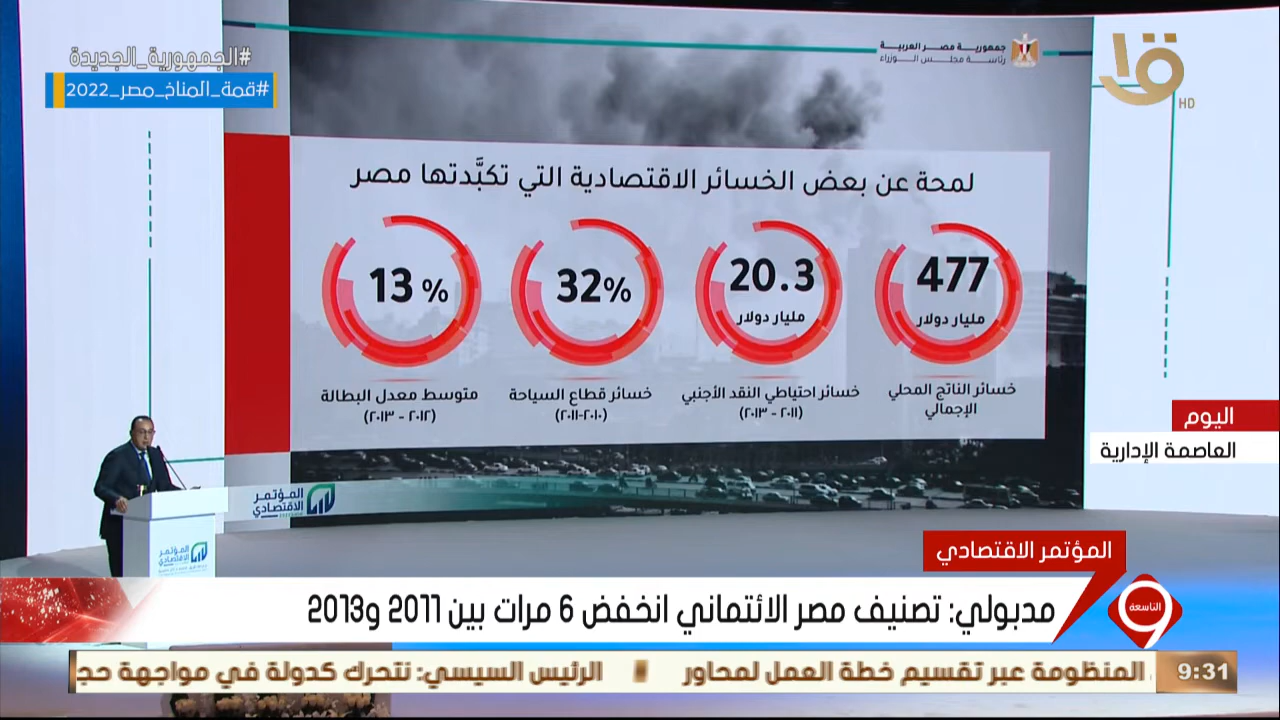 #الجمهورية_الجديدة
#قمة_المناخ_مصر_2022
جمهورية مصر العربية
رئاسة مجلس الوزراء
HD
لمحة عن بعض الخسائر الاقتصادية التي تكبَّدتها مصر
477
مليار دولار
خسائر الناتج المحلي
الإجمالي
20.3
مليار دولار
خسائر احتياطي النقد الأجنبي
(٢٠١١ - ٢٠١٣)
32%
خسائر قطاع السياحة
(٢٠١٠-٢٠١١)
13 %
متوسط معدل البطالة
(٢٠١٢ - ٢٠١٣)
اليوم
العاصمة الإدارية
المؤتمر
الاقتصادي
المؤتمر
الاقتصادي
المؤتمر الاقتصادي
التاسعة
مدبولي: تصنيف مصر الائتماني انخفض 6 مرات بين 2011 و2013
9:31
المنظومة عبر تقسيم خطة العمل لمحاور
الرئيس السيسي: نتحرك كدولة في مواجهة